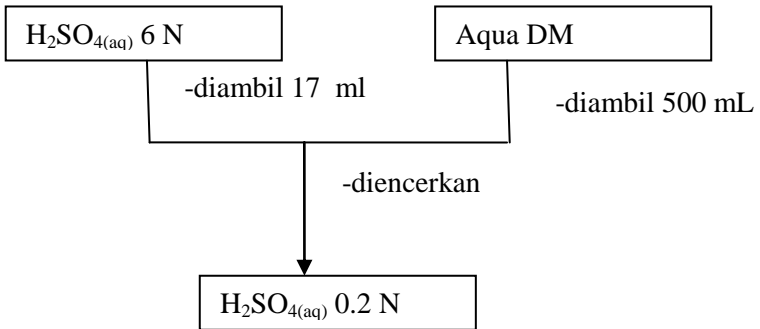 H₂SO₄₍ₐq₎ 6 N
Aqua DM
-diambil 17 ml
-diambil 500 mL
-diencerkan
H₂SO₄₍ₐq₎ 0.2 N